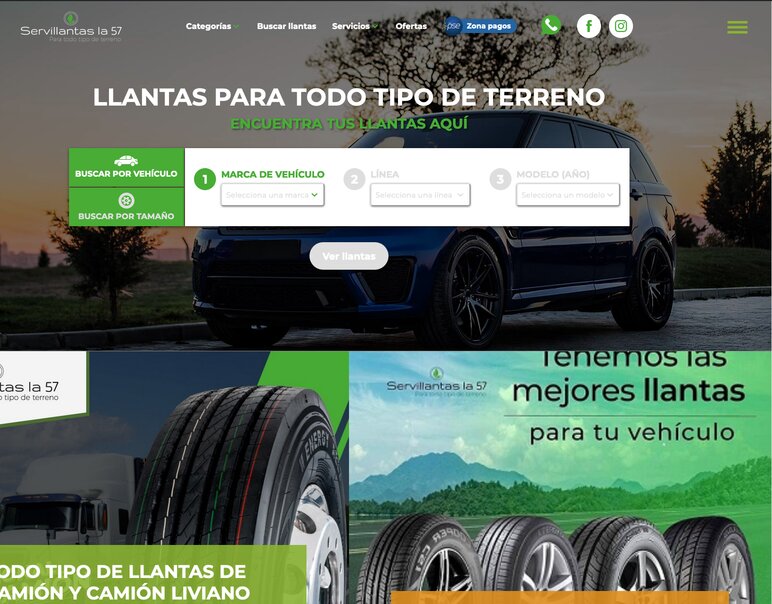 Servillantas la 57
Para todo tipo de terreno
Categorías
Buscar llantas
Servicios
Ofertas
pse Zona pagos
LLANTAS PARA TODO TIPO DE TERRENO
ENCUENTRA TUS LLANTAS AQUÍ
BUSCAR POR VEHÍCULO
BUSCAR POR TAMAÑO
1 MARCA DE VEHÍCULO
Selecciona una marca
2 LÍNEA
Selecciona una línea
3 MODELO (AÑO)
Selecciona un modelo
Ver llantas
tas la 57
o tipo de terreno
ENERGY
ODO TIPO DE LLANTAS DE
AMIÓN Y CAMIÓN LIVIANO
Servillantas la 57
Para todo tipo de terreno
Tenemos las
mejores llantas
para tu vehículo
COOPER